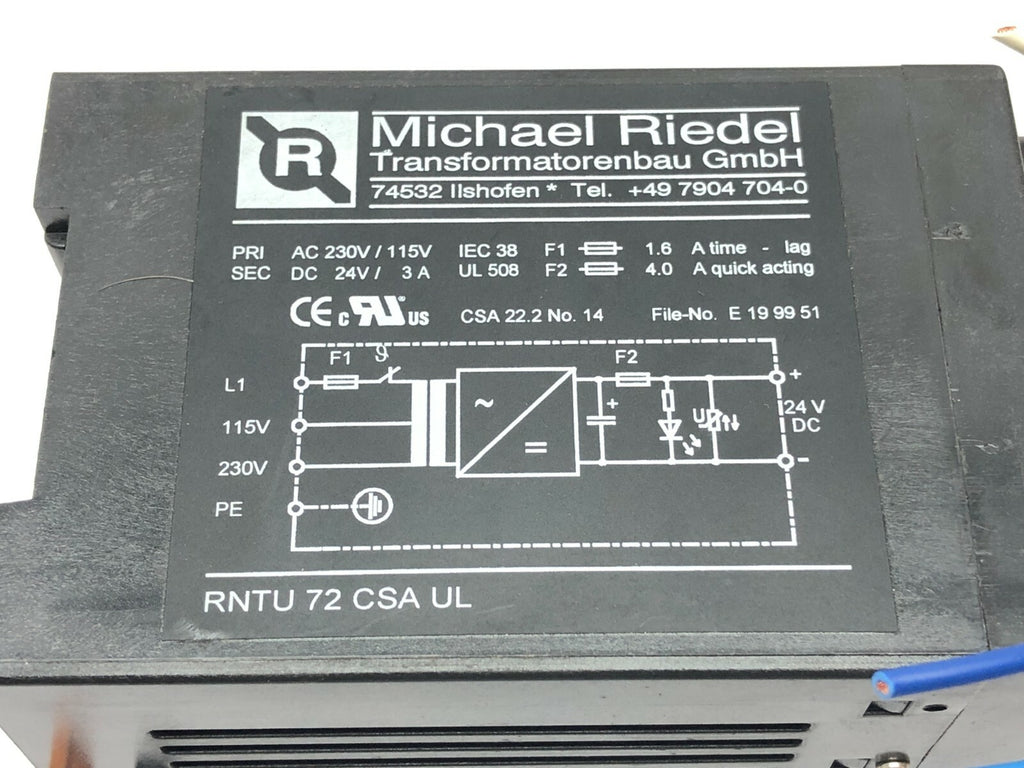 R
Michael Riedel
Transformatorenbau GmbH
74532 Ilshofen * Tel. +49 7904 704-0
PRI AC 230V / 115V IEC 38 F1 1.6 A time - lag
SEC DC 24V / 3 A UL 508 F2 4.0 A quick acting
CE c RU US CSA 22.2 No. 14 File-No. E 19 99 51
F1 ϑ F2
L1 +
~ + U 24 V
115V DC
=
230V -
PE
RNTU 72 CSA UL